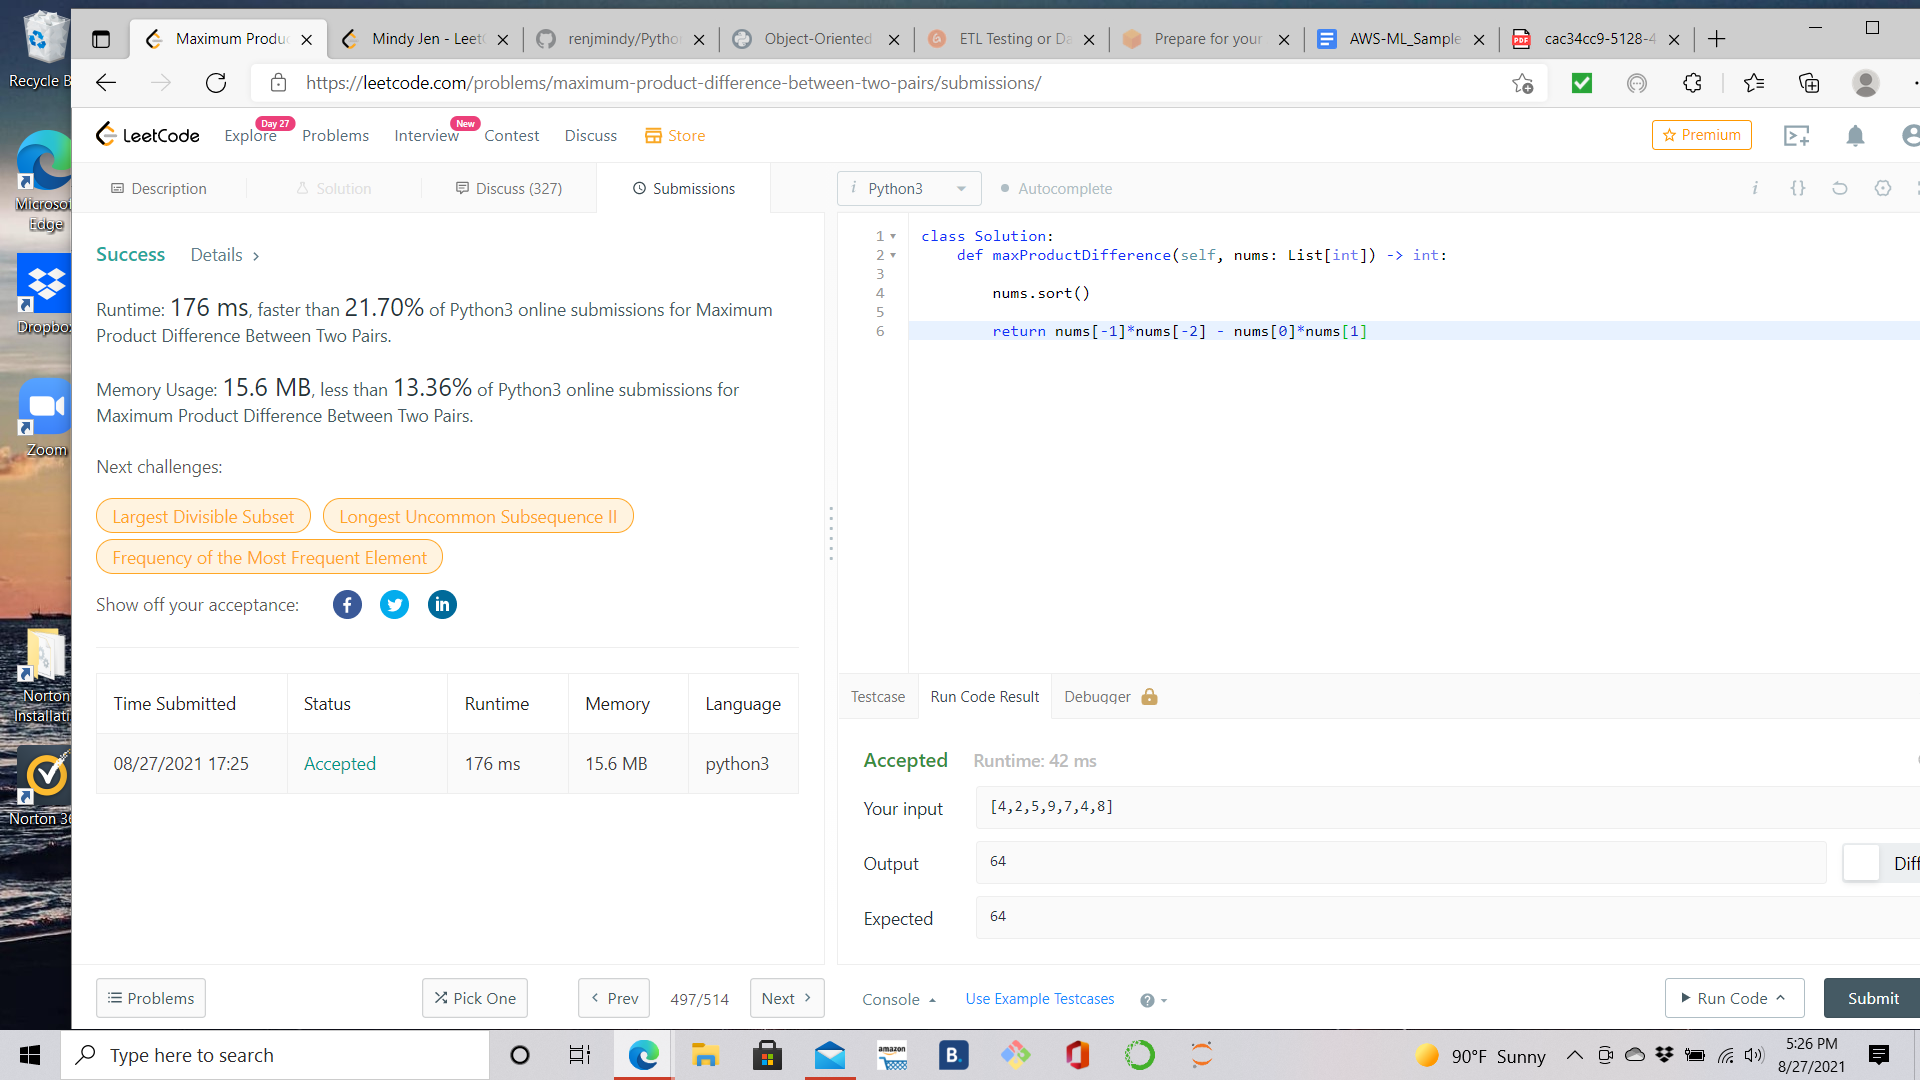 Recycle B
Microsof
Edge
Dropbox
Zoom
Norton
Installati
Norton 36
Maximum Produc
Mindy Jen - LeetC
renjmindy/Python
Object-Oriented
ETL Testing or Da
Prepare for your
AWS-ML_Sample
cac34cc9-5128-4
https://leetcode.com/problems/maximum-product-difference-between-two-pairs/submissions/
LeetCode
Explore
Day 27
Problems
Interview
New
Contest
Discuss
Store
Premium
Description
Solution
Discuss (327)
Submissions
i Python3
Autocomplete
i {}
Success
Details >
Runtime: 176 ms, faster than 21.70% of Python3 online submissions for Maximum
Product Difference Between Two Pairs.
Memory Usage: 15.6 MB, less than 13.36% of Python3 online submissions for
Maximum Product Difference Between Two Pairs.
Next challenges:
Largest Divisible Subset
Longest Uncommon Subsequence II
Frequency of the Most Frequent Element
Show off your acceptance:
Time Submitted Status Runtime Memory Language
08/27/2021 17:25 Accepted 176 ms 15.6 MB python3
1 class Solution:
2 def maxProductDifference(self, nums: List[int]) -> int:
3
4 nums.sort()
5
6 return nums[-1]*nums[-2] - nums[0]*nums[1]
Testcase
Run Code Result
Debugger
Accepted Runtime: 42 ms
Your input [4,2,5,9,7,4,8]
Output 64
Diff
Expected 64
Problems
Pick One
< Prev
497/514
Next >
Console
Use Example Testcases
?
Run Code
Submit
Type here to search
amazon
B.
90°F Sunny
5:26 PM
8/27/2021